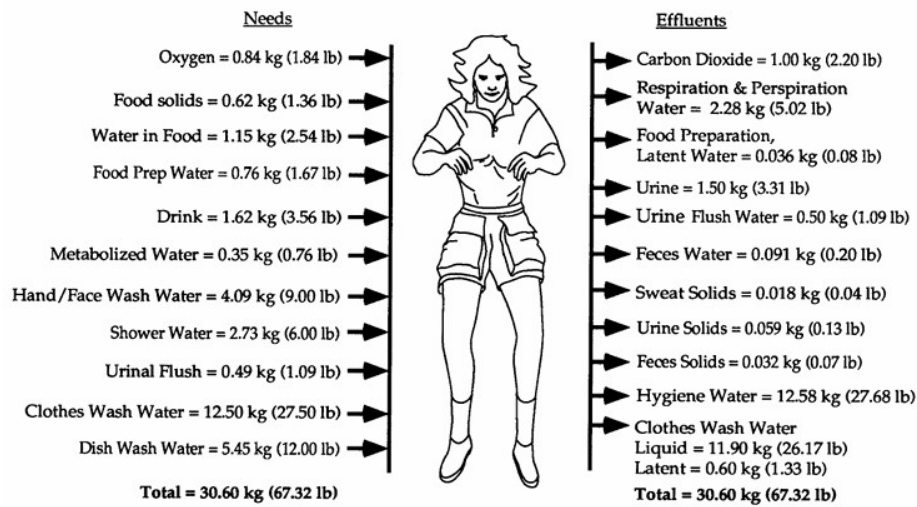 Needs
Oxygen = 0.84 kg (1.84 lb)
Food solids = 0.62 kg (1.36 lb)
Water in Food = 1.15 kg (2.54 lb)
Food Prep Water = 0.76 kg (1.67 lb)
Drink = 1.62 kg (3.56 lb)
Metabolized Water = 0.35 kg (0.76 lb)
Hand/Face Wash Water = 4.09 kg (9.00 lb)
Shower Water = 2.73 kg (6.00 lb)
Urinal Flush = 0.49 kg (1.09 lb)
Clothes Wash Water = 12.50 kg (27.50 lb)
Dish Wash Water = 5.45 kg (12.00 lb)
Total = 30.60 kg (67.32 lb)
Effluents
Carbon Dioxide = 1.00 kg (2.20 lb)
Respiration & Perspiration
Water = 2.28 kg (5.02 lb)
Food Preparation,
Latent Water = 0.036 kg (0.08 lb)
Urine = 1.50 kg (3.31 lb)
Urine Flush Water = 0.50 kg (1.09 lb)
Feces Water = 0.091 kg (0.20 lb)
Sweat Solids = 0.018 kg (0.04 lb)
Urine Solids = 0.059 kg (0.13 lb)
Feces Solids = 0.032 kg (0.07 lb)
Hygiene Water = 12.58 kg (27.68 lb)
Clothes Wash Water
Liquid = 11.90 kg (26.17 lb)
Latent = 0.60 kg (1.33 lb)
Total = 30.60 kg (67.32 lb)